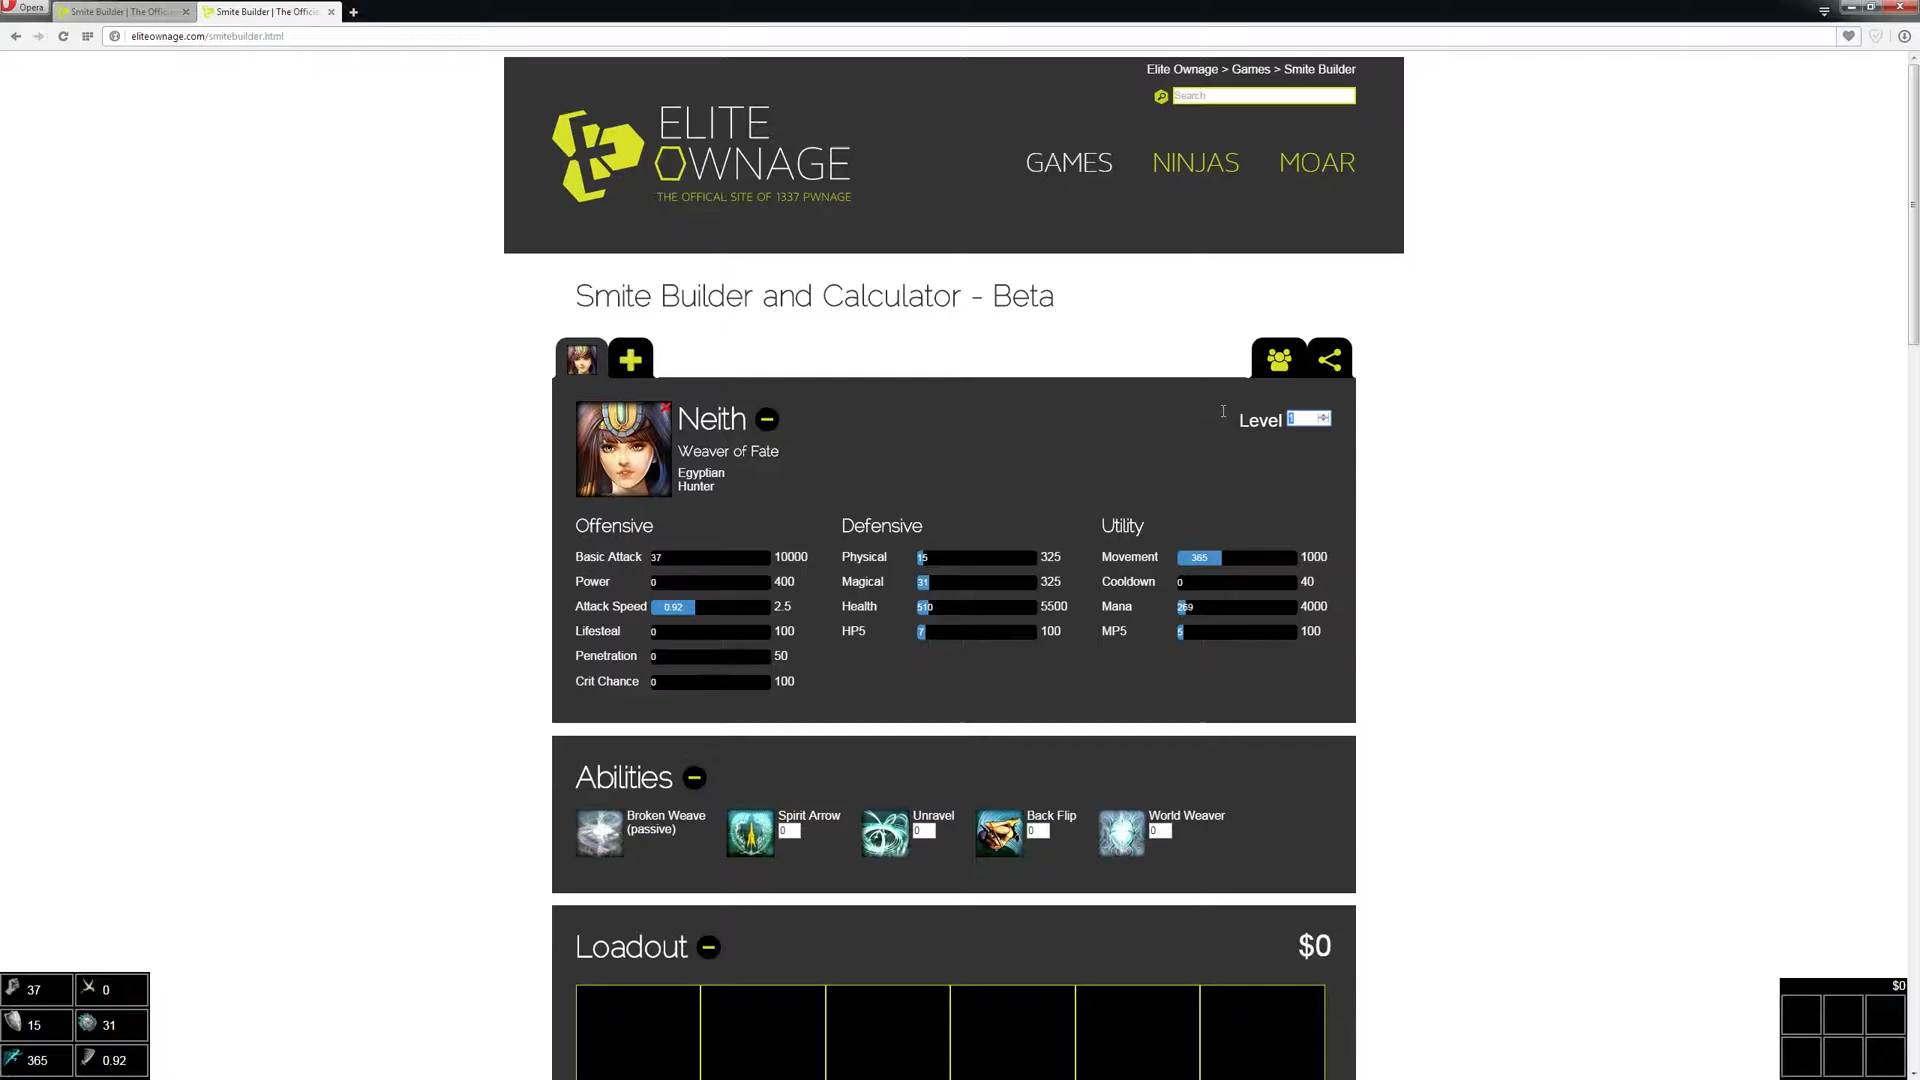 Opera
Smite Builder | The Offic
Smite Builder | The Offici
eliteownage.com/smitebuilder.html
Elite Ownage > Games > Smite Builder
Search
ELITE
OWNAGE
THE OFFICAL SITE OF 1337 PWNAGE
GAMES NINJAS MOAR
Smite Builder and Calculator - Beta
Neith
Level 1
Weaver of Fate
Egyptian
Hunter
Offensive Defensive Utility
Basic Attack 37 10000 Physical 15 325 Movement 365 1000
Power 0 400 Magical 31 325 Cooldown 0 40
Attack Speed 0.92 2.5 Health 510 5500 Mana 269 4000
Lifesteal 0 100 HP5 7 100 MP5 5 100
Penetration 0 50
Crit Chance 0 100
Abilities
Broken Weave Spirit Arrow Unravel Back Flip World Weaver
(passive) 0 0 0 0
Loadout $0
37 0
15 31
365 0.92
$0